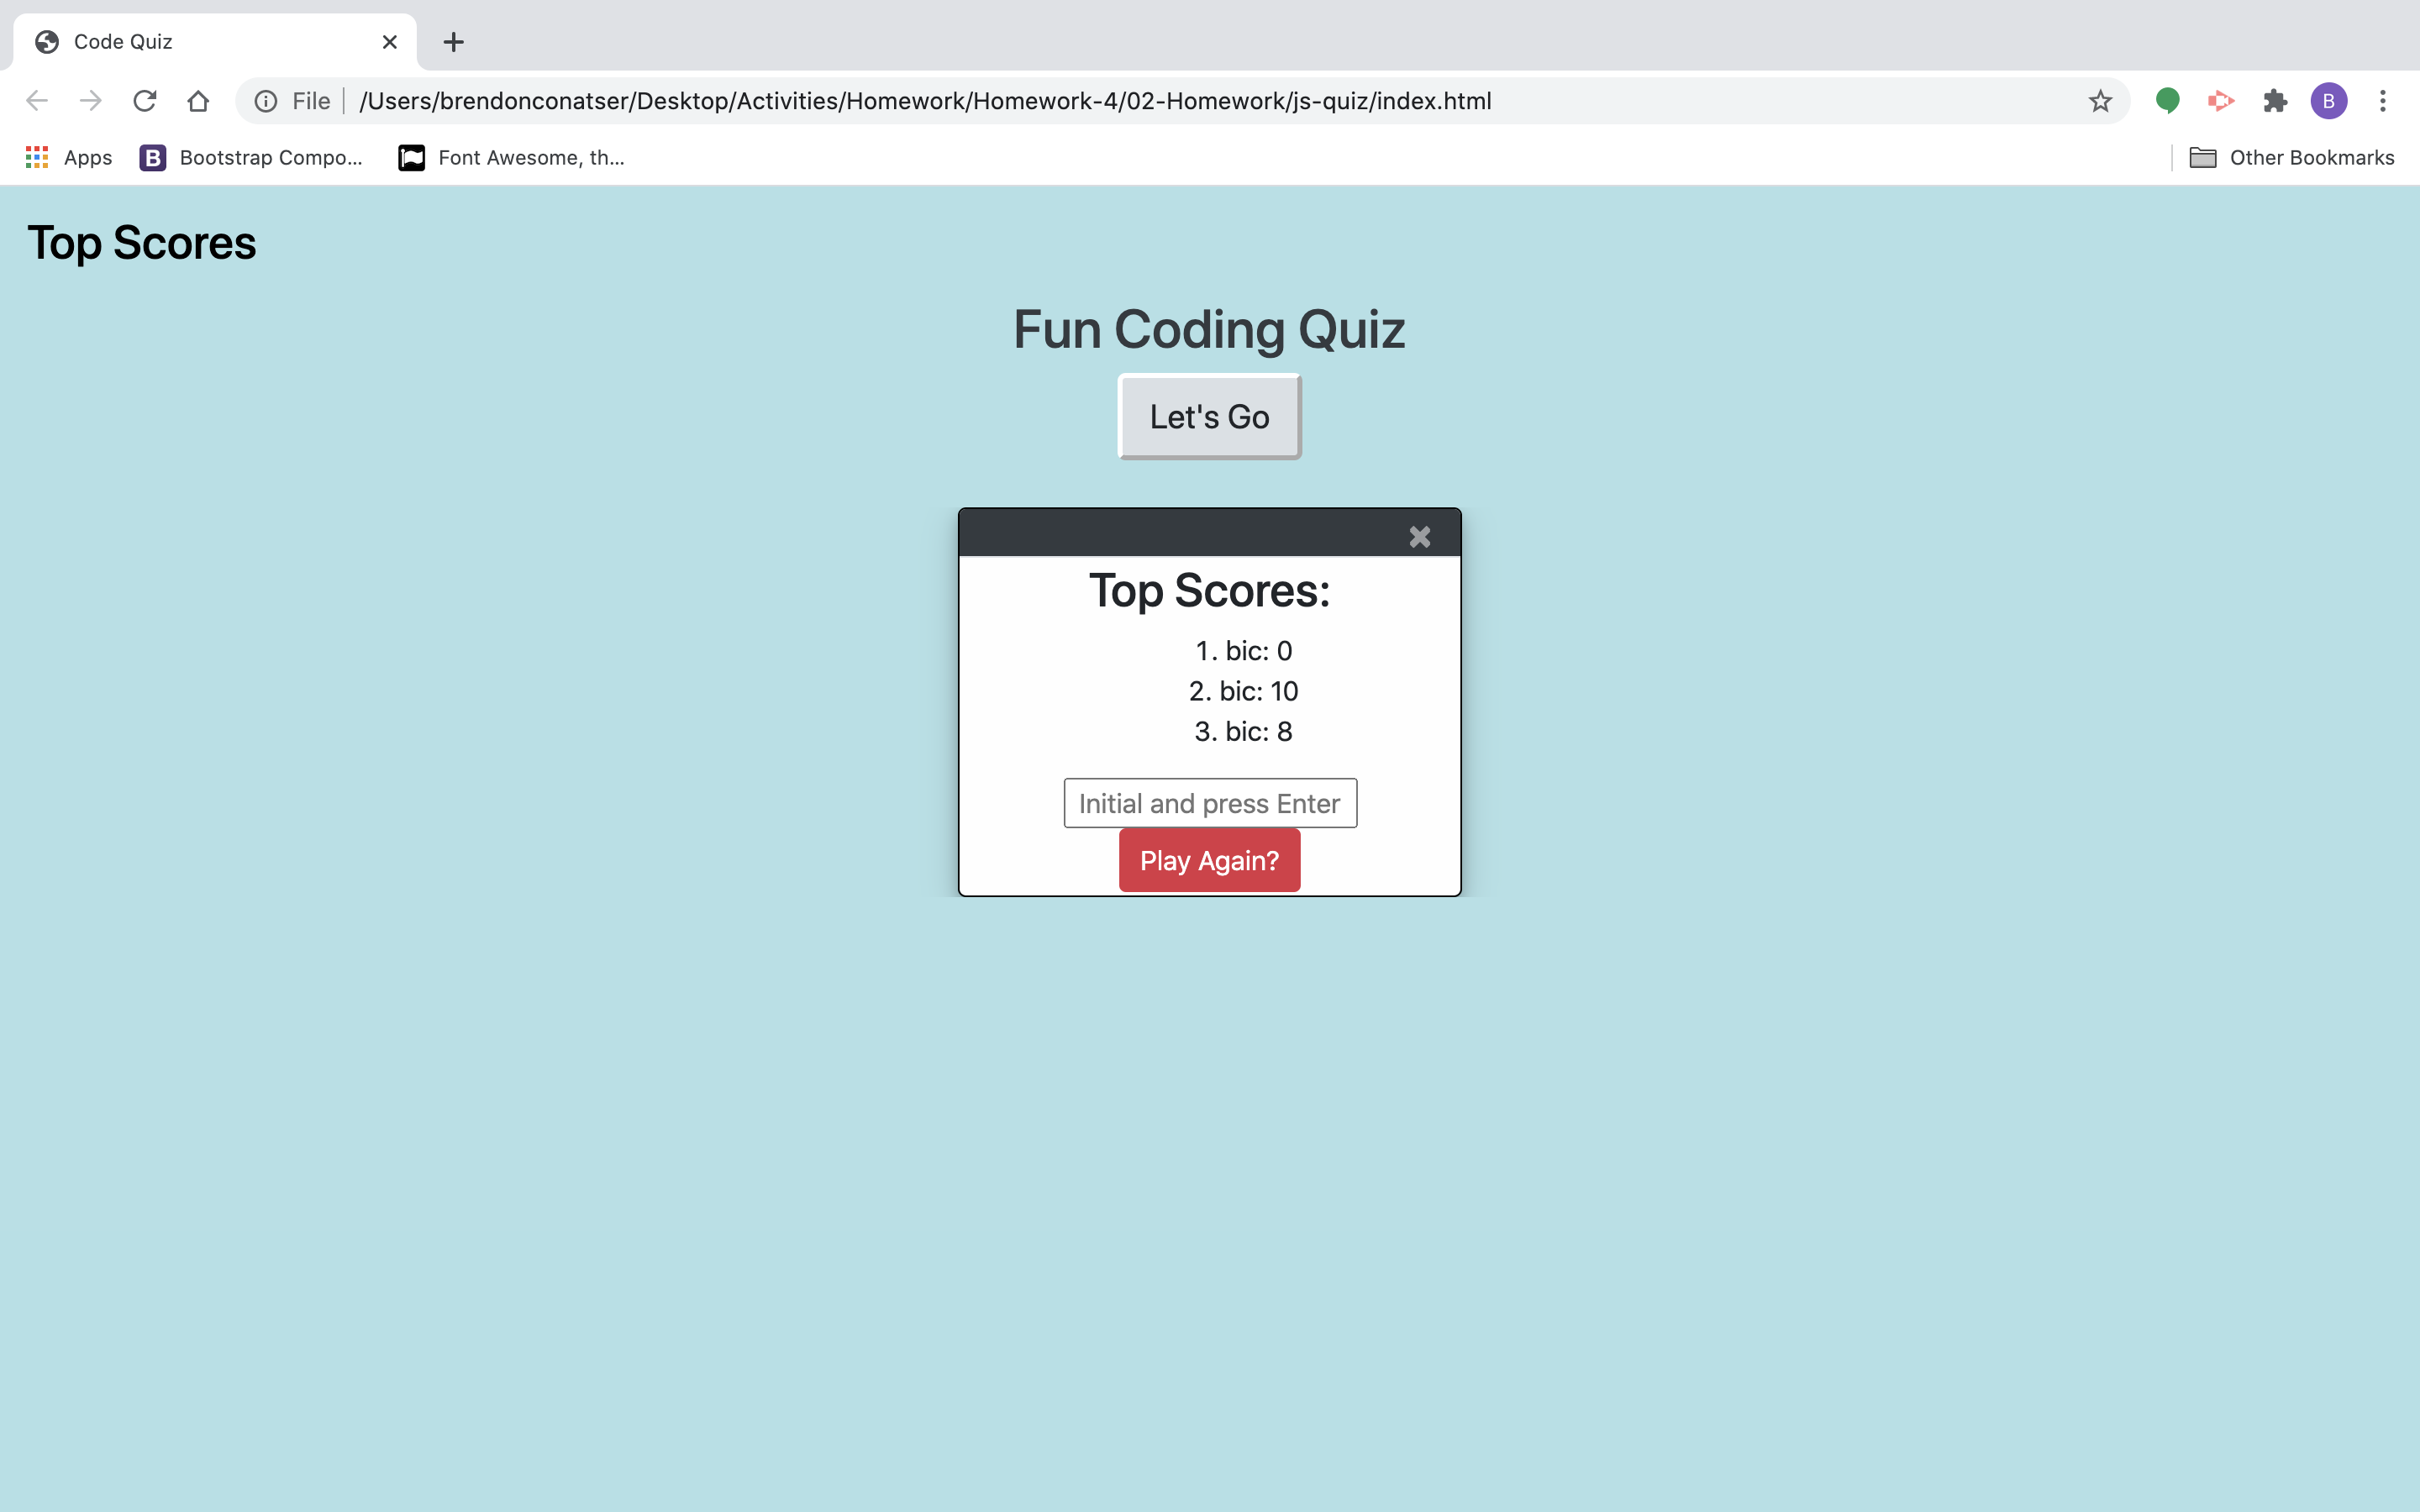 Code Quiz
File | /Users/brendonconatser/Desktop/Activities/Homework/Homework-4/02-Homework/js-quiz/index.html
B
Apps
B Bootstrap Compo...
Font Awesome, th...
Other Bookmarks
Top Scores
Fun Coding Quiz
Let's Go
Top Scores:
1. bic: 0
2. bic: 10
3. bic: 8
Initial and press Enter
Play Again?